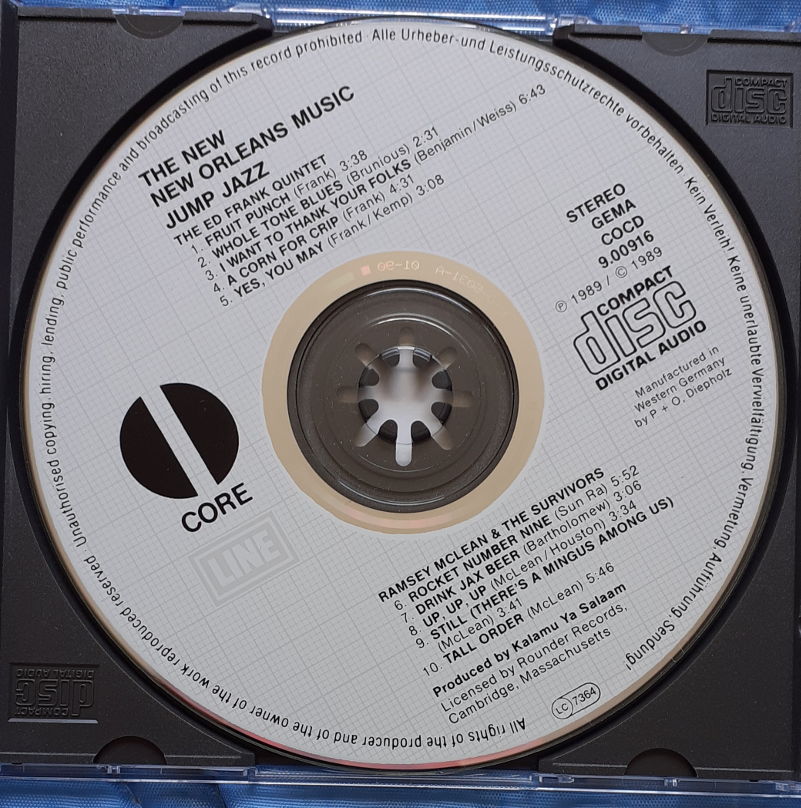 THE NEW
NEW ORLEANS MUSIC
JUMP JAZZ
THE ED FRANK QUINTET
1. FRUIT PUNCH (Frank) 3:38
2. WHOLE TONE BLUES (Brunious) 2:31
3. I WANT TO THANK YOUR FOLKS (Benjamin/Weiss) 6:43
4. A CORN FOR CRIP (Frank) 4:31
5. YES, YOU MAY (Frank/Kemp) 3:08
STEREO
GEMA
COCD
9.00916
℗ 1989 / © 1989
COMPACT
disc
DIGITAL AUDIO
Manufactured in
Western Germany
by P + O. Diepholz
CORE
LINE
RAMSEY MCLEAN & THE SURVIVORS
6. ROCKET NUMBER NINE (Sun Ra) 5:52
7. DRINK JAX BEER (Bartholomew) 3:06
8. UP, UP, UP (McLean/Houston) 3:34
9. STILL (THERE'S A MINGUS AMONG US)
(McLean) 3:41
10. TALL ORDER (McLean) 5:46
Produced by Kalamu Ya Salaam
Licensed by Rounder Records,
Cambridge, Massachusetts
LC 7364
All rights of the producer and of the owner of the work reproduced reserved. Unauthorised copying, hiring, lending, public performance and broadcasting of this record prohibited. Alle Urheber- und Leistungsschutzrechte vorbehalten. Kein Verleih! Keine unerlaubte Vervielfältigung, Vermietung, Aufführung, Sendung!
COMPACT
disc
DIGITAL AUDIO
COMPACT
disc
DIGITAL AUDIO